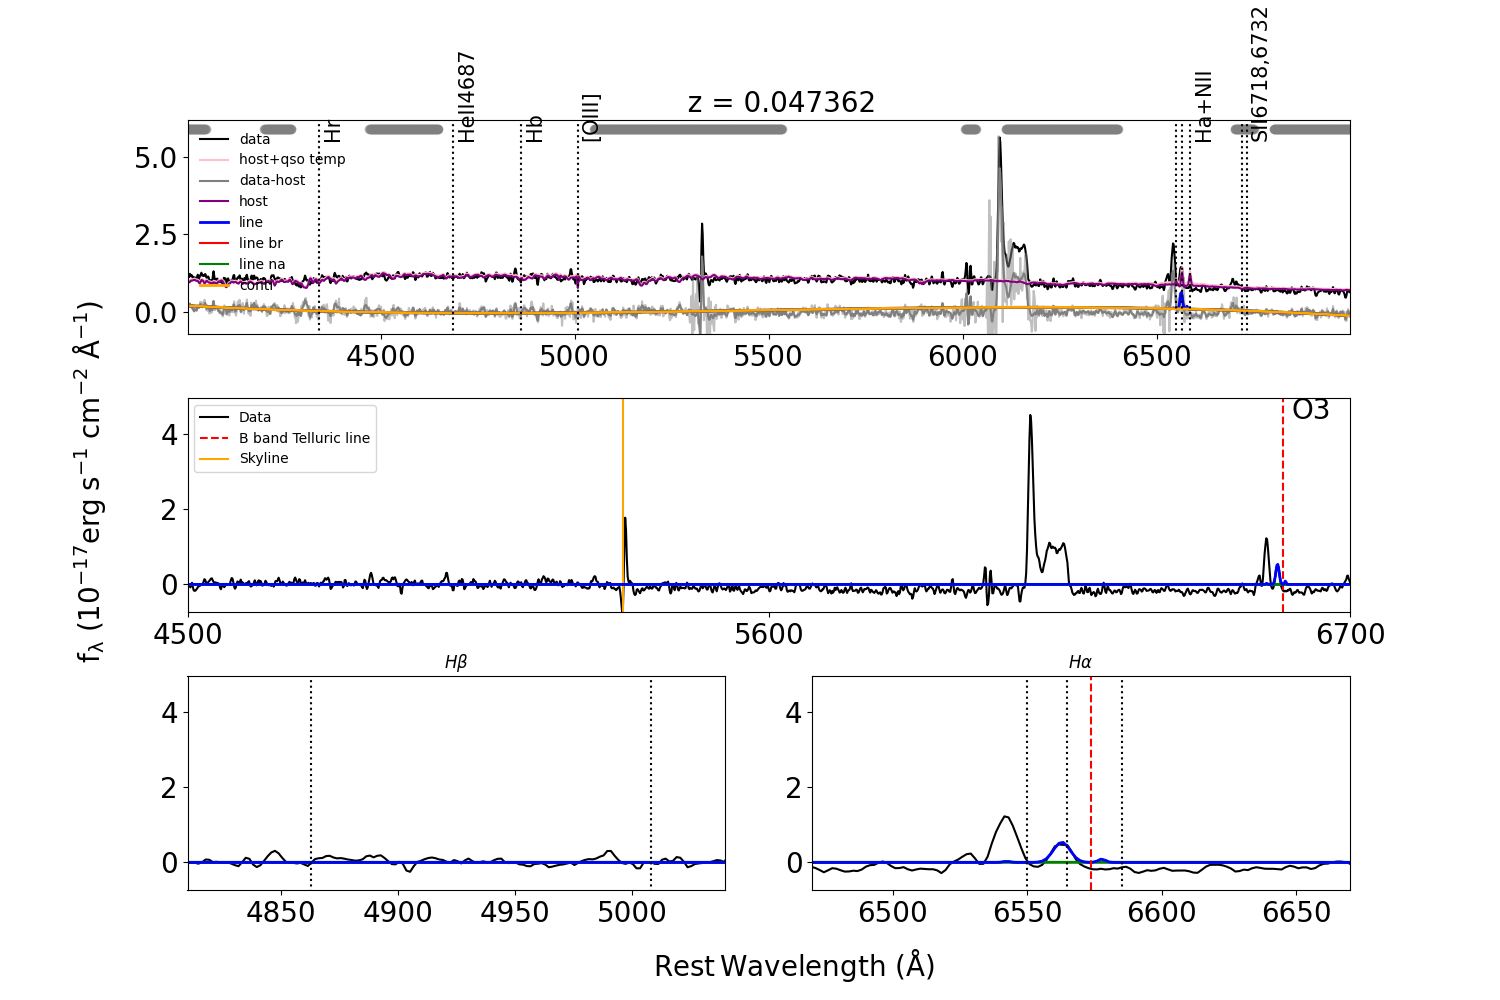 z = 0.047362
Hr
HeII4687
Hb
[OIII]
Ha+NII
SII6718,6732
data
host+qso temp
data-host
host
line
line br
line na
conti
5.0
2.5
0.0
4500 5000 5500 6000 6500
fλ (10⁻¹⁷erg s⁻¹ cm⁻² Å⁻¹)
Data
B band Telluric line
Skyline
O3
4
2
0
4500 5600 6700
Hβ
4
2
0
4850 4900 4950 5000
Hα
4
2
0
6500 6550 6600 6650
Rest Wavelength (Å)